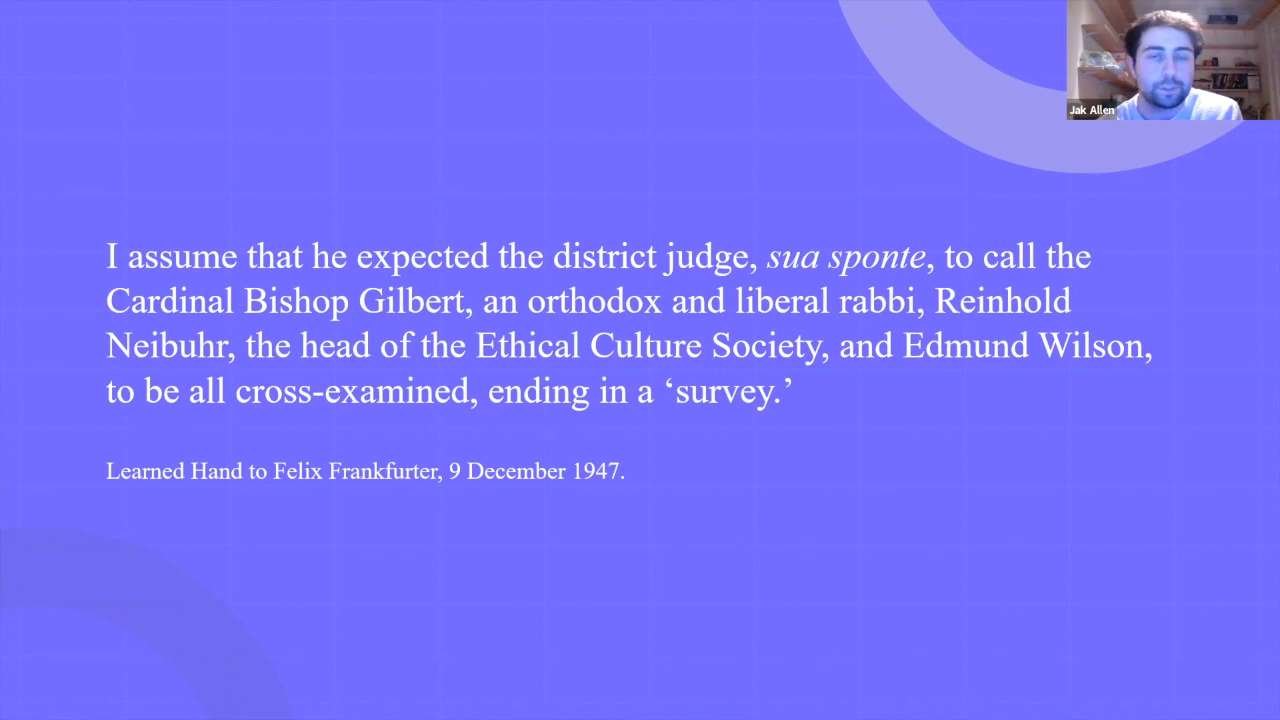 Jak Allen
I assume that he expected the district judge, sua sponte, to call the
Cardinal Bishop Gilbert, an orthodox and liberal rabbi, Reinhold
Neibuhr, the head of the Ethical Culture Society, and Edmund Wilson,
to be all cross-examined, ending in a ‘survey.’
Learned Hand to Felix Frankfurter, 9 December 1947.